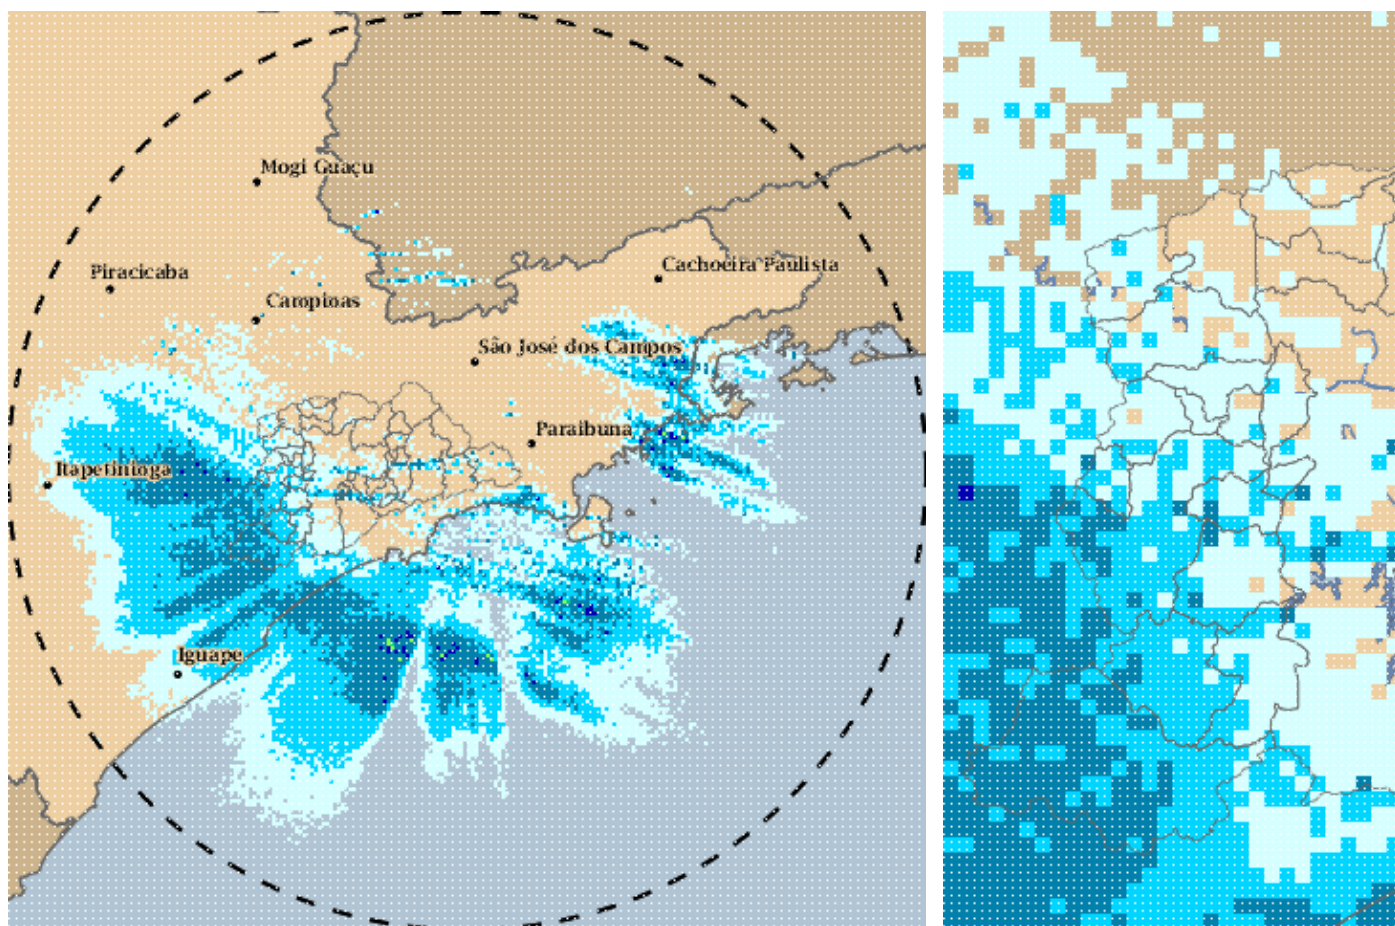 Mogi Guaçu
Piracicaba
Cachoeira Paulista
Campinas
São José dos Campos
Paraibuna
Itapetininga
Iguape